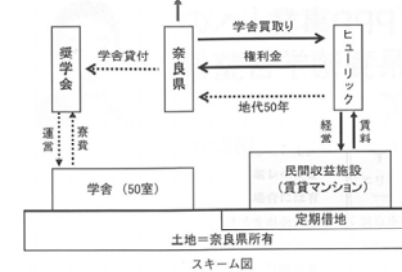 学舎買取り
奨学会
学舎貸付
奈良県
権利金
ヒューリック
地代50年
運営
寮費
経営
賃料
学舎（50室）
民間収益施設
（賃貸マンション）
定期借地
土地＝奈良県所有
スキーム図